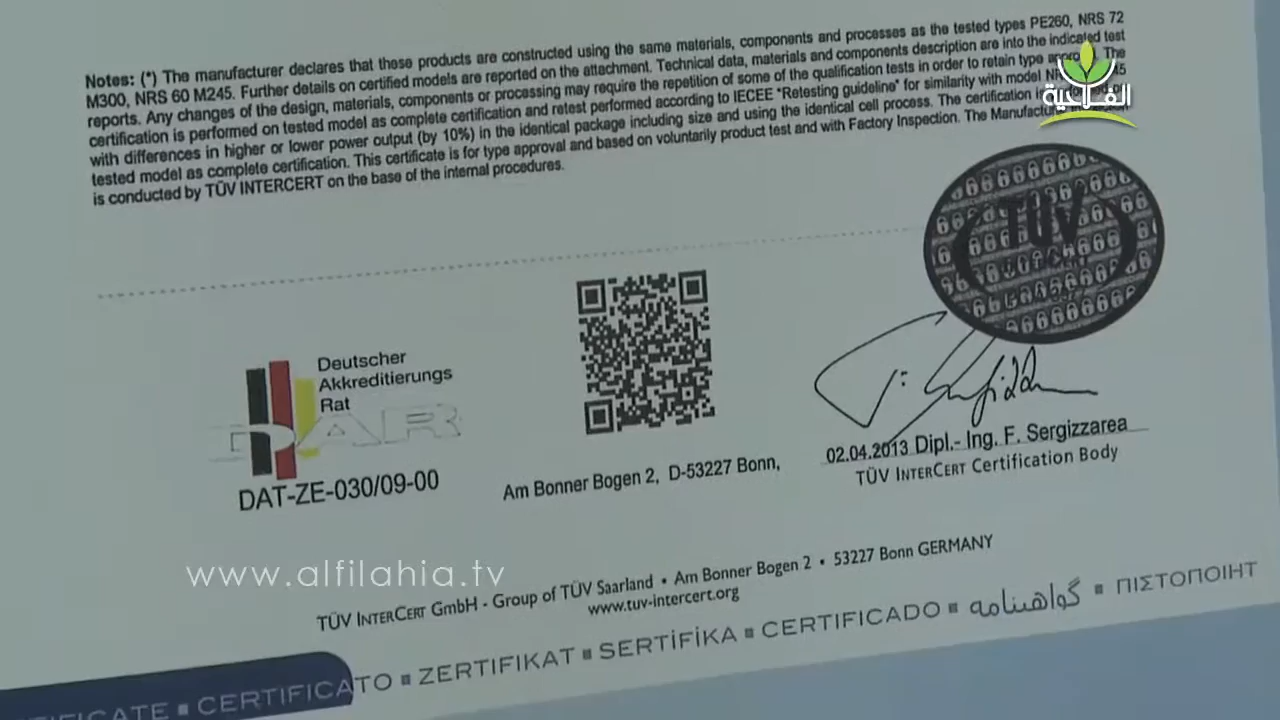 Notes: (*) The manufacturer declares that these products are constructed using the same materials, components and processes as the tested types PE260, NRS 72
M300, NRS 60 M245. Further details on certified models are reported on the attachment. Technical data, materials and components description are into the indicated test
reports. Any changes of the design, materials, components or processing may require the repetition of some of the qualification tests in order to retain type The
certification is performed on tested model as complete certification and retest performed according to IECEE "Retesting guideline" for similarity with model
with differences in higher or lower power output (by 10%) in the identical package including size and using the identical cell process. The certification
tested model as complete certification. This certificate is for type approval and based on voluntarily product test and with Factory Inspection. The
is conducted by TÜV INTERCERT on the base of the internal procedures.
الفلاحية
TÜV
Deutscher
Akkreditierungs
Rat
DAR
DAT-ZE-030/09-00
Am Bonner Bogen 2, D-53227 Bonn,
02.04.2013 Dipl.- Ing. F. Sergizzarea
TÜV INTERCERT Certification Body
www.alfilahia.tv
TÜV INTERCERT GmbH - Group of TÜV Saarland • Am Bonner Bogen 2 • 53227 Bonn GERMANY
www.tuv-intercert.org
CERTIFICATO ■ ZERTIFIKAT ■ SERTİFİKA ■ CERTIFICADO ■ گواهینامه ■ ΠΙΣΤΟΠΟΙΗΤ